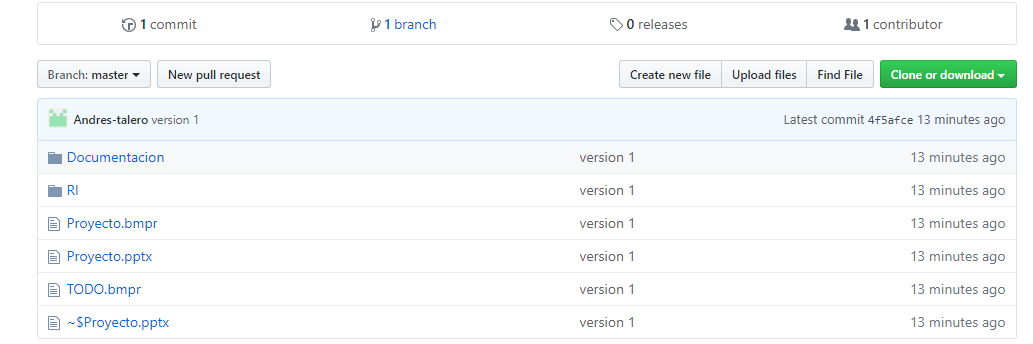 1 commit 1 branch 0 releases 1 contributor
Branch: master New pull request Create new file Upload files Find File Clone or download
Andres-talero version 1 Latest commit 4f5afce 13 minutes ago
Documentacion version 1 13 minutes ago
RI version 1 13 minutes ago
Proyecto.bmpr version 1 13 minutes ago
Proyecto.pptx version 1 13 minutes ago
TODO.bmpr version 1 13 minutes ago
~$Proyecto.pptx version 1 13 minutes ago